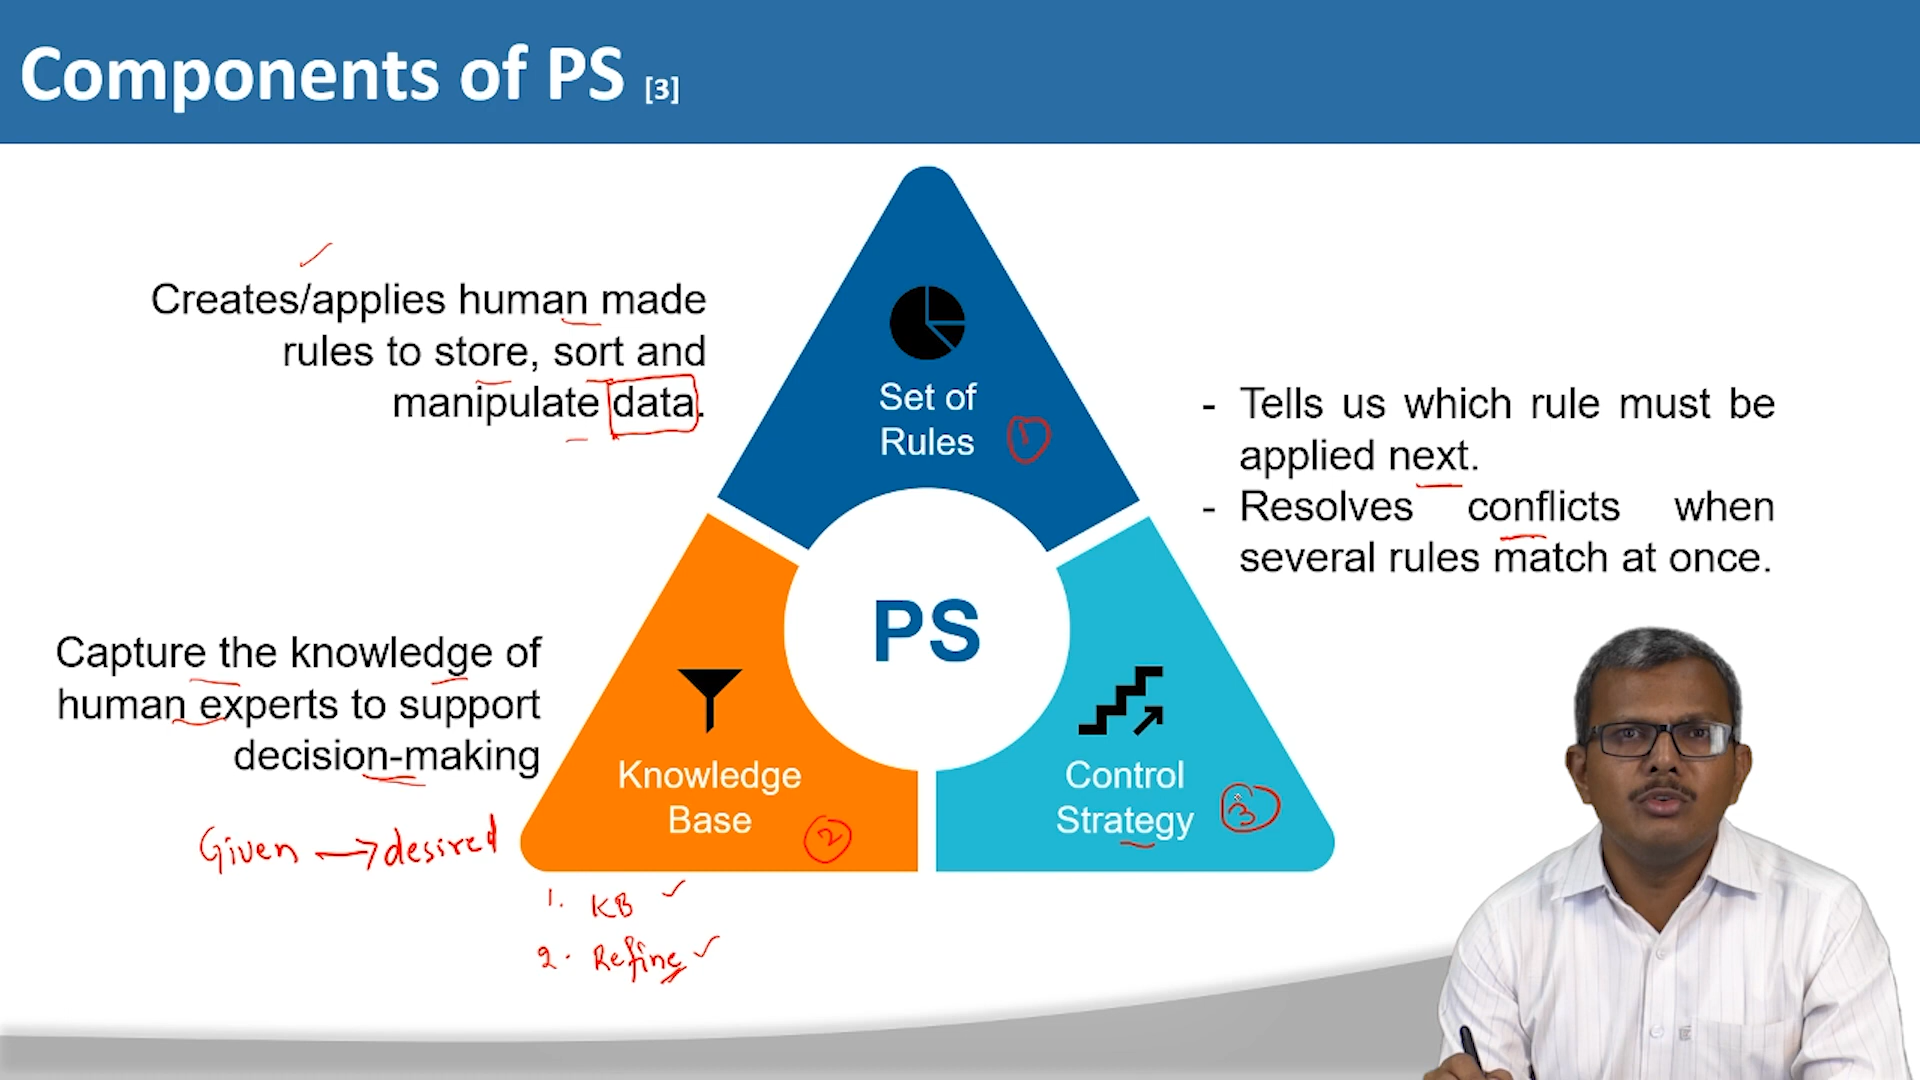 Components of PS [3]
Creates/applies human made
rules to store, sort and
manipulate data.
Set of
Rules
1
- Tells us which rule must be
applied next.
- Resolves conflicts when
several rules match at once.
PS
Capture the knowledge of
human experts to support
decision-making
Given → desired
Knowledge
Base
2
Control
Strategy
3
1. KB ✓
2. Refine ✓